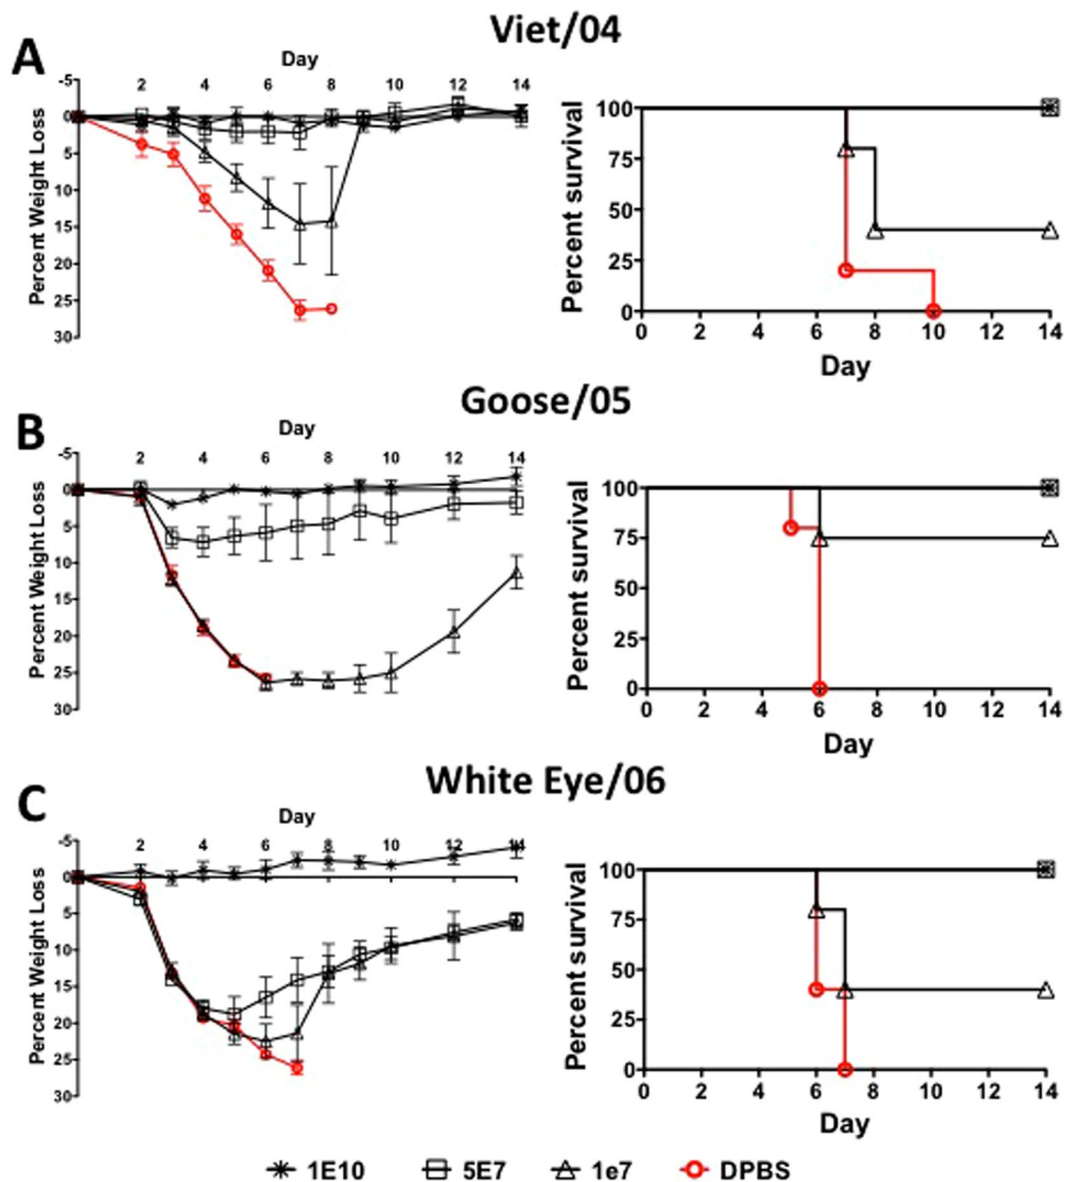 Viet/04
A
Day
2 4 6 8 10 12 14
-5
0
5
10
15
20
25
30
Percent Weight Loss
100
75
50
25
0
Percent survival
0 2 4 6 8 10 12 14
Day
Goose/05
B
Day
2 4 6 8 10 12 14
-5
0
5
10
15
20
25
30
Percent Weight Loss
100
75
50
25
0
Percent survival
0 2 4 6 8 10 12 14
Day
White Eye/06
C
Day
2 4 6 8 10 12 14
-5
0
5
10
15
20
25
30
Percent Weight Loss
100
75
50
25
0
Percent survival
0 2 4 6 8 10 12 14
Day
1E10 5E7 1e7 DPBS